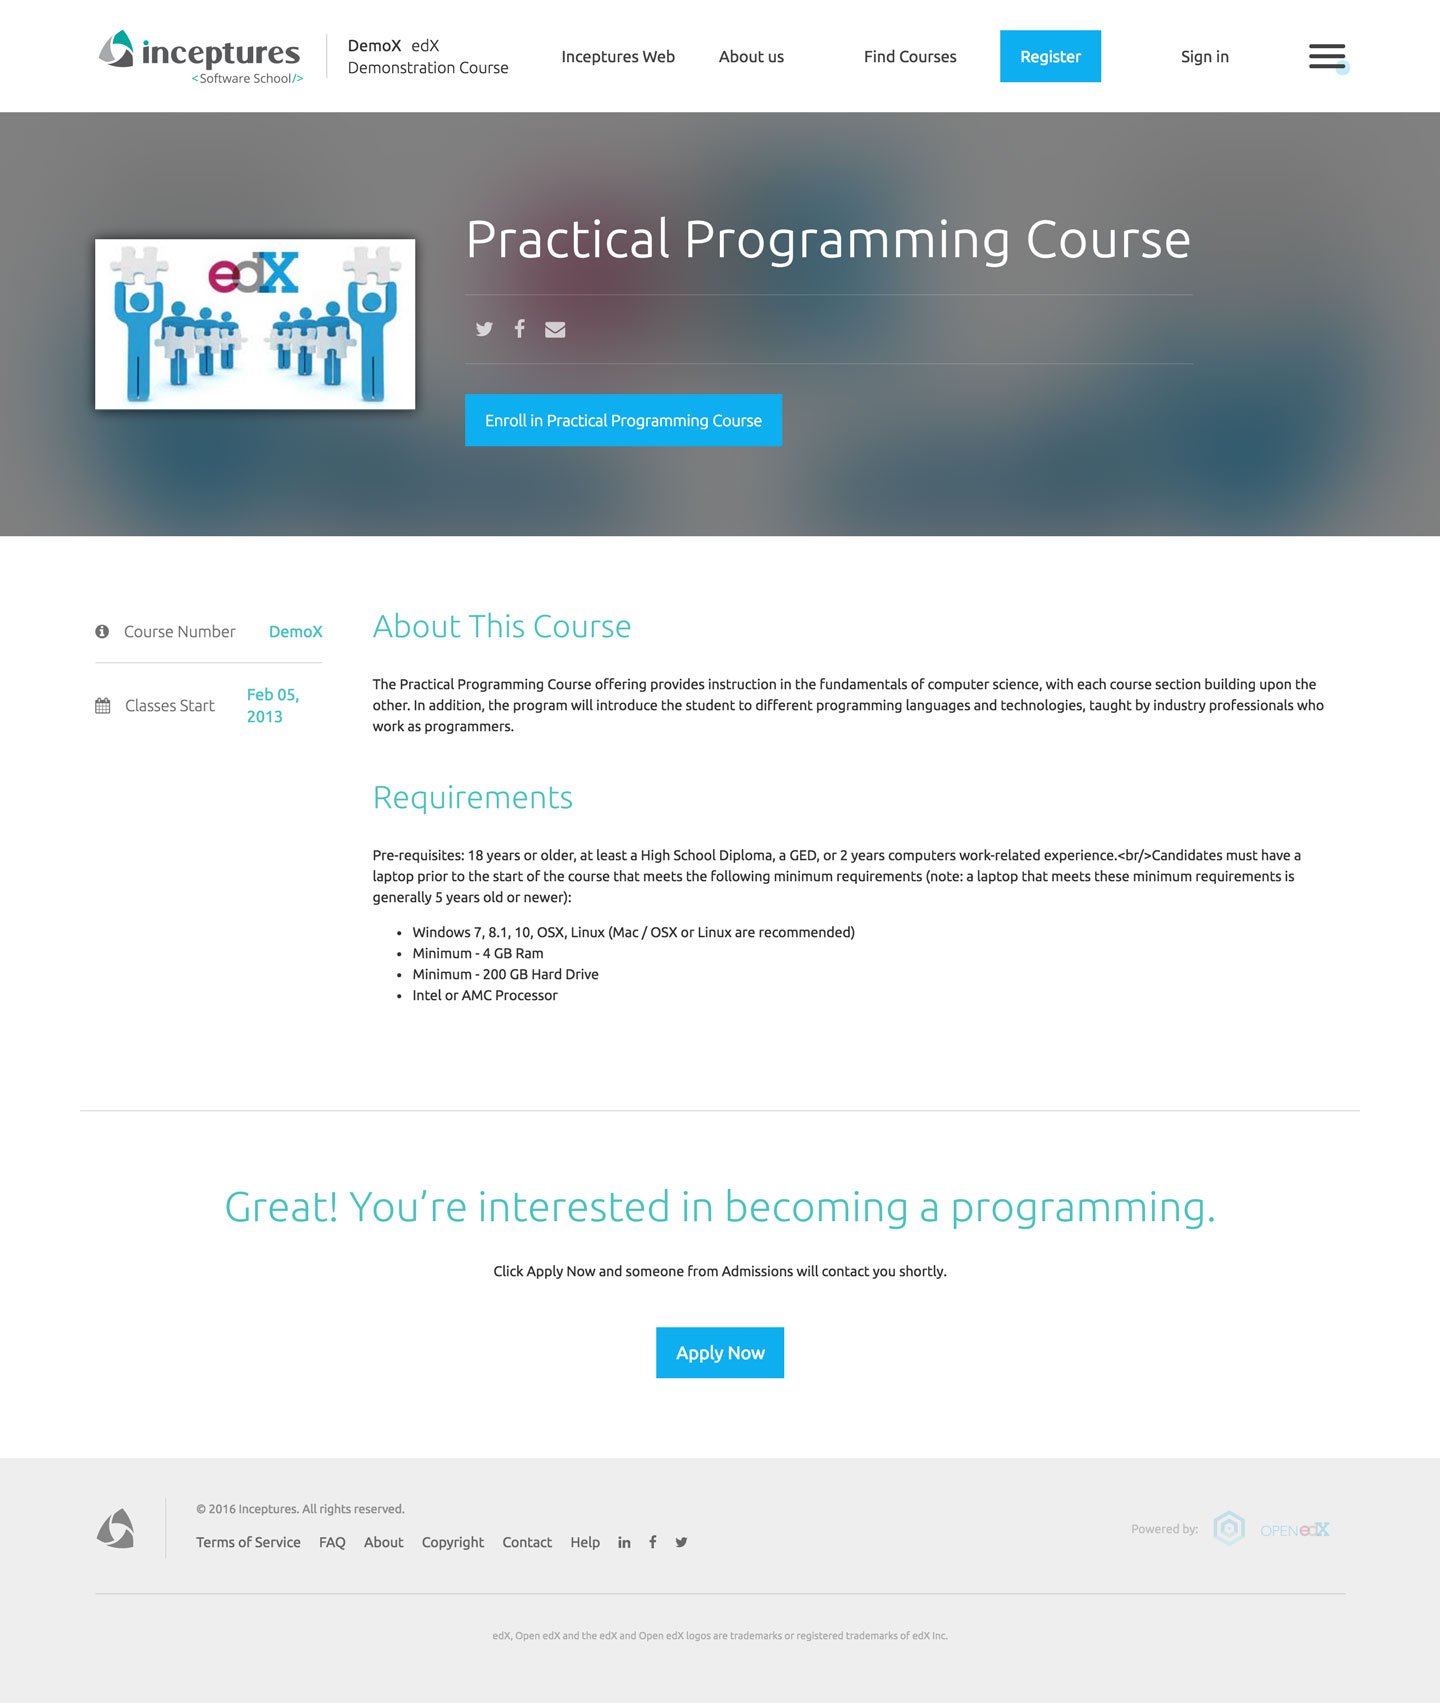 inceptures
<Software School/>
DemoX edX
Demonstration Course
Inceptures Web
About us
Find Courses
Register
Sign in
edX
Practical Programming Course
Enroll in Practical Programming Course
Course Number DemoX
Classes Start Feb 05,
2013
About This Course
The Practical Programming Course offering provides instruction in the fundamentals of computer science, with each course section building upon the
other. In addition, the program will introduce the student to different programming languages and technologies, taught by industry professionals who
work as programmers.
Requirements
Pre-requisites: 18 years or older, at least a High School Diploma, a GED, or 2 years computers work-related experience.<br/>Candidates must have a
laptop prior to the start of the course that meets the following minimum requirements (note: a laptop that meets these minimum requirements is
generally 5 years old or newer):
• Windows 7, 8.1, 10, OSX, Linux (Mac / OSX or Linux are recommended)
• Minimum - 4 GB Ram
• Minimum - 200 GB Hard Drive
• Intel or AMC Processor
Great! You’re interested in becoming a programming.
Click Apply Now and someone from Admissions will contact you shortly.
Apply Now
© 2016 Inceptures. All rights reserved.
Terms of Service FAQ About Copyright Contact Help
Powered by: OPEN edX
edX, Open edX and the edX and Open edX logos are trademarks or registered trademarks of edX Inc.